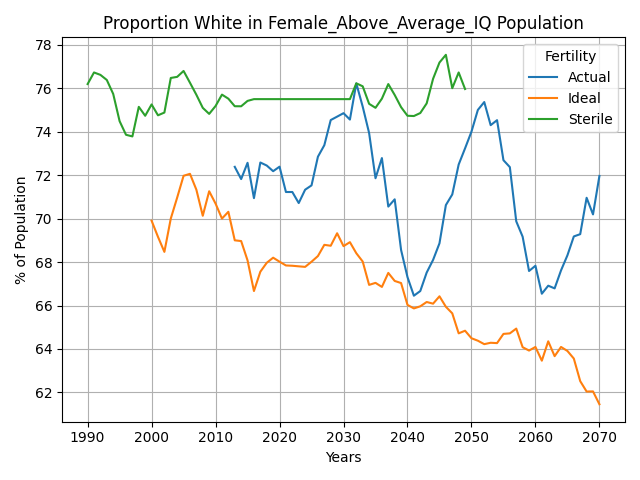 Proportion White in Female_Above_Average_IQ Population
% of Population
78
76
74
72
70
68
66
64
62
Fertility
Actual
Ideal
Sterile
1990 2000 2010 2020 2030 2040 2050 2060 2070
Years